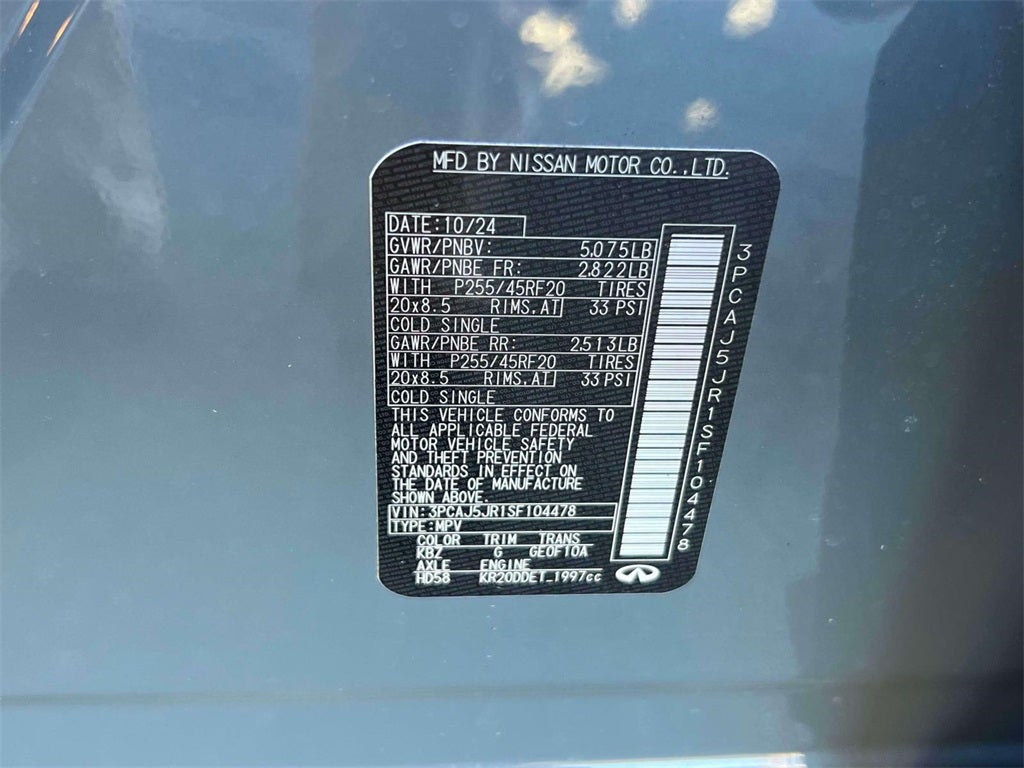 MFD BY NISSAN MOTOR CO.,LTD.
DATE:10/24
GVWR/PNBV: 5,075LB
GAWR/PNBE FR: 2,822LB
WITH P255/45RF20 TIRES
20x8.5 RIMS,AT 33 PSI
COLD SINGLE
GAWR/PNBE RR: 2,513LB
WITH P255/45RF20 TIRES
20x8.5 RIMS,AT 33 PSI
COLD SINGLE
THIS VEHICLE CONFORMS TO
ALL APPLICABLE FEDERAL
MOTOR VEHICLE SAFETY
AND THEFT PREVENTION
STANDARDS IN EFFECT ON
THE DATE OF MANUFACTURE
SHOWN ABOVE.
VIN:3PCAJ5JR1SF104478
TYPE:MPV
COLOR TRIM TRANS
KBZ G GE0F10A
AXLE ENGINE
HD58 KR20DDET_1997cc
3PCAJ5JR1SF104478